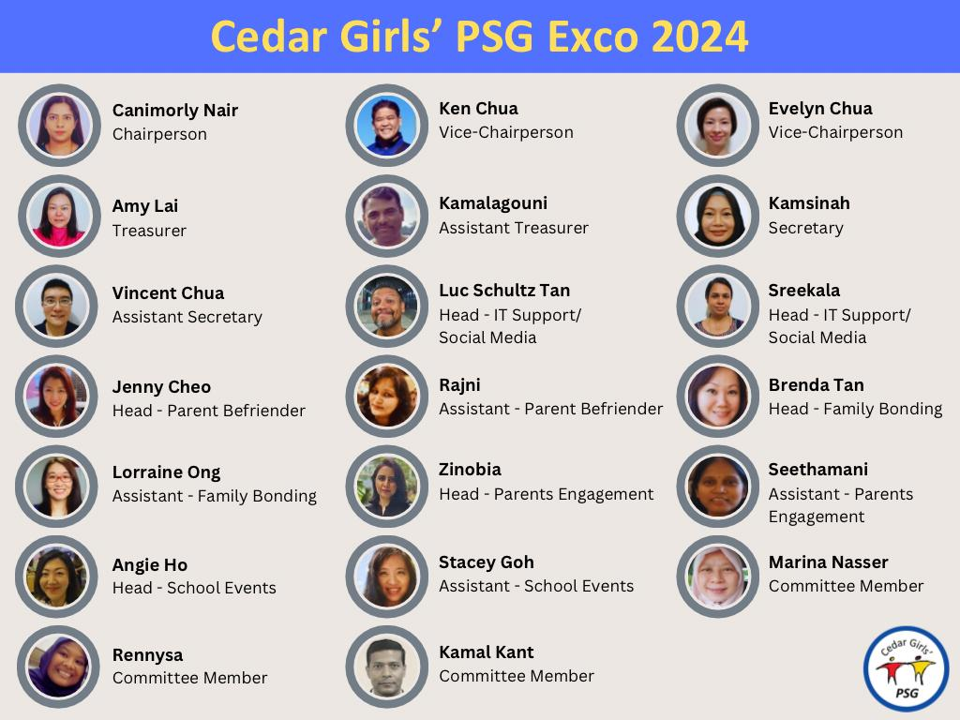 Cedar Girls’ PSG Exco 2024
Canimorly Nair
Chairperson
Ken Chua
Vice-Chairperson
Evelyn Chua
Vice-Chairperson
Amy Lai
Treasurer
Kamalagouni
Assistant Treasurer
Kamsinah
Secretary
Vincent Chua
Assistant Secretary
Luc Schultz Tan
Head - IT Support/
Social Media
Sreekala
Head - IT Support/
Social Media
Jenny Cheo
Head - Parent Befriender
Rajni
Assistant - Parent Befriender
Brenda Tan
Head - Family Bonding
Lorraine Ong
Assistant - Family Bonding
Zinobia
Head - Parents Engagement
Seethamani
Assistant - Parents
Engagement
Angie Ho
Head - School Events
Stacey Goh
Assistant - School Events
Marina Nasser
Committee Member
Rennysa
Committee Member
Kamal Kant
Committee Member
Cedar Girls'
PSG